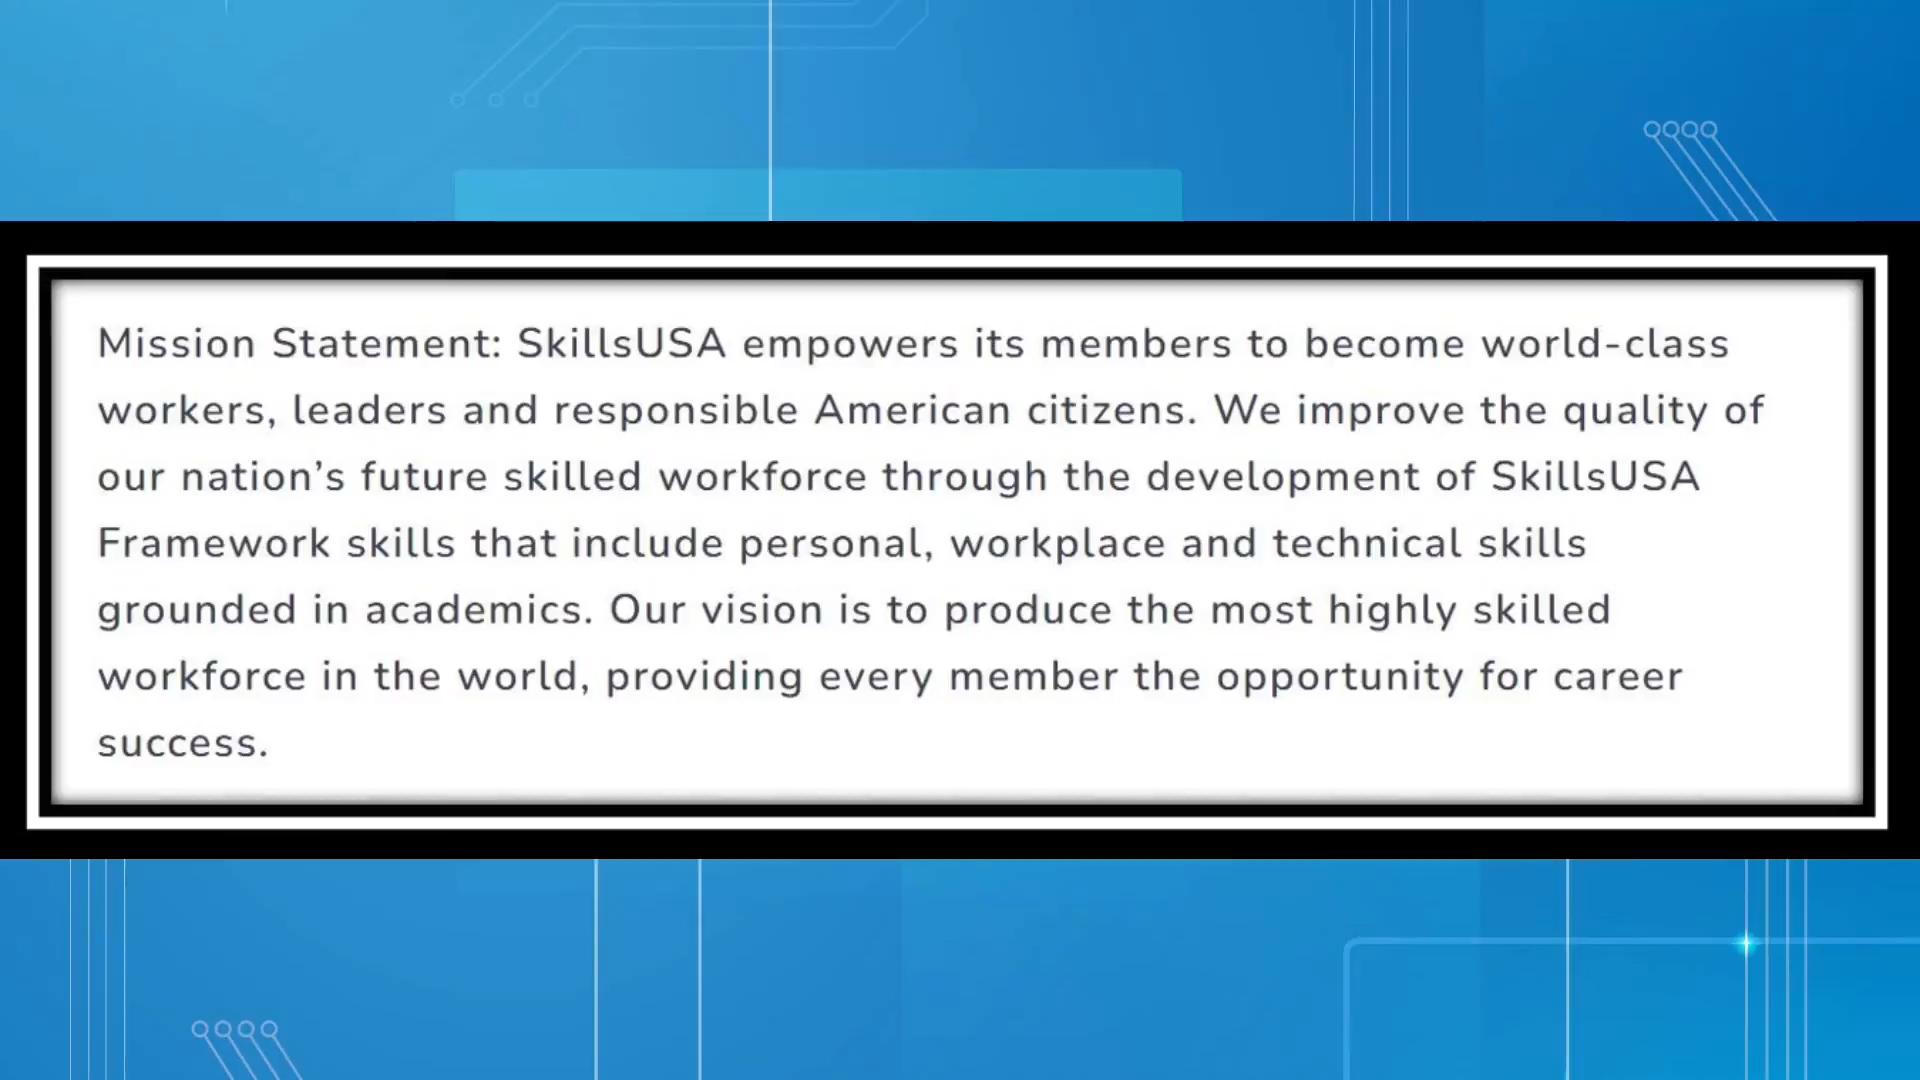 Mission Statement: SkillsUSA empowers its members to become world-class
workers, leaders and responsible American citizens. We improve the quality of
our nation’s future skilled workforce through the development of SkillsUSA
Framework skills that include personal, workplace and technical skills
grounded in academics. Our vision is to produce the most highly skilled
workforce in the world, providing every member the opportunity for career
success.